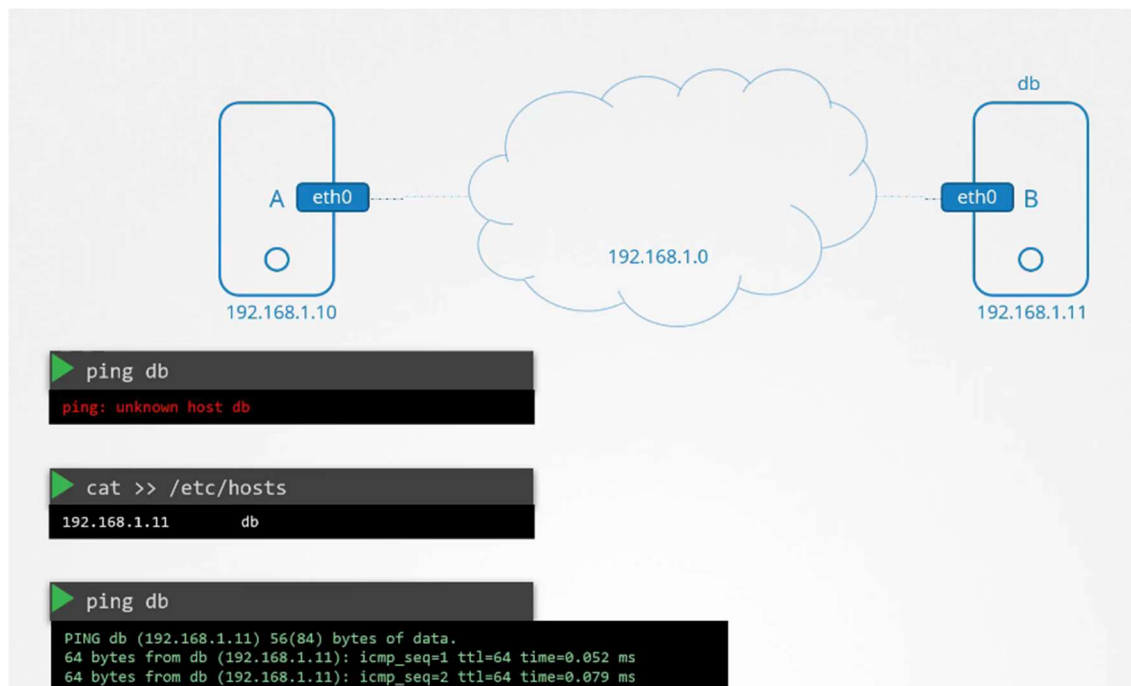 db
A
eth0
eth0
B
192.168.1.0
192.168.1.10
192.168.1.11
ping db
ping: unknown host db
cat >> /etc/hosts
192.168.1.11 db
ping db
PING db (192.168.1.11) 56(84) bytes of data.
64 bytes from db (192.168.1.11): icmp_seq=1 ttl=64 time=0.052 ms
64 bytes from db (192.168.1.11): icmp_seq=2 ttl=64 time=0.079 ms